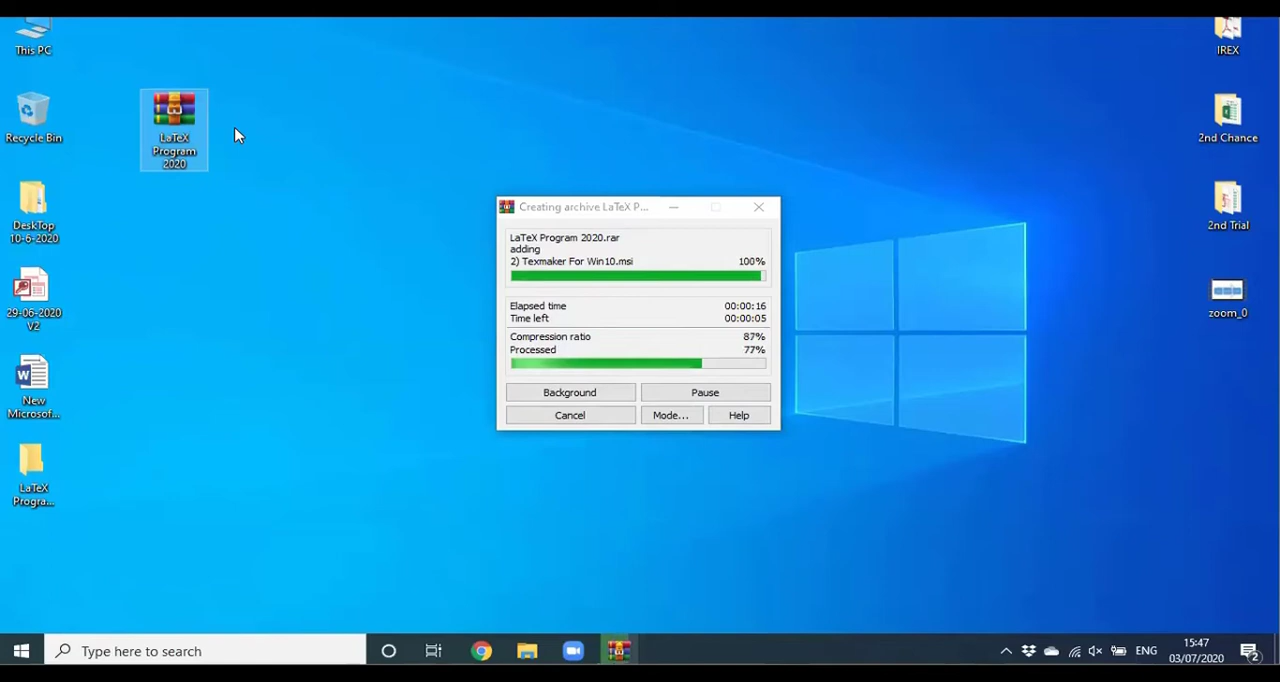 This PC
Recycle Bin
DeskTop
10-6-2020
29-06-2020
V2
New
Microsof...
LaTeX
Progra...
LaTeX
Program
2020
Creating archive LaTeX P...
LaTeX Program 2020.rar
adding
2) Texmaker For Win10.msi 100%
Elapsed time 00:00:16
Time left 00:00:05
Compression ratio 87%
Processed 77%
Background Pause
Cancel Mode... Help
IREX
2nd Chance
2nd Trial
zoom_0
Type here to search
ENG
15:47
03/07/2020
2